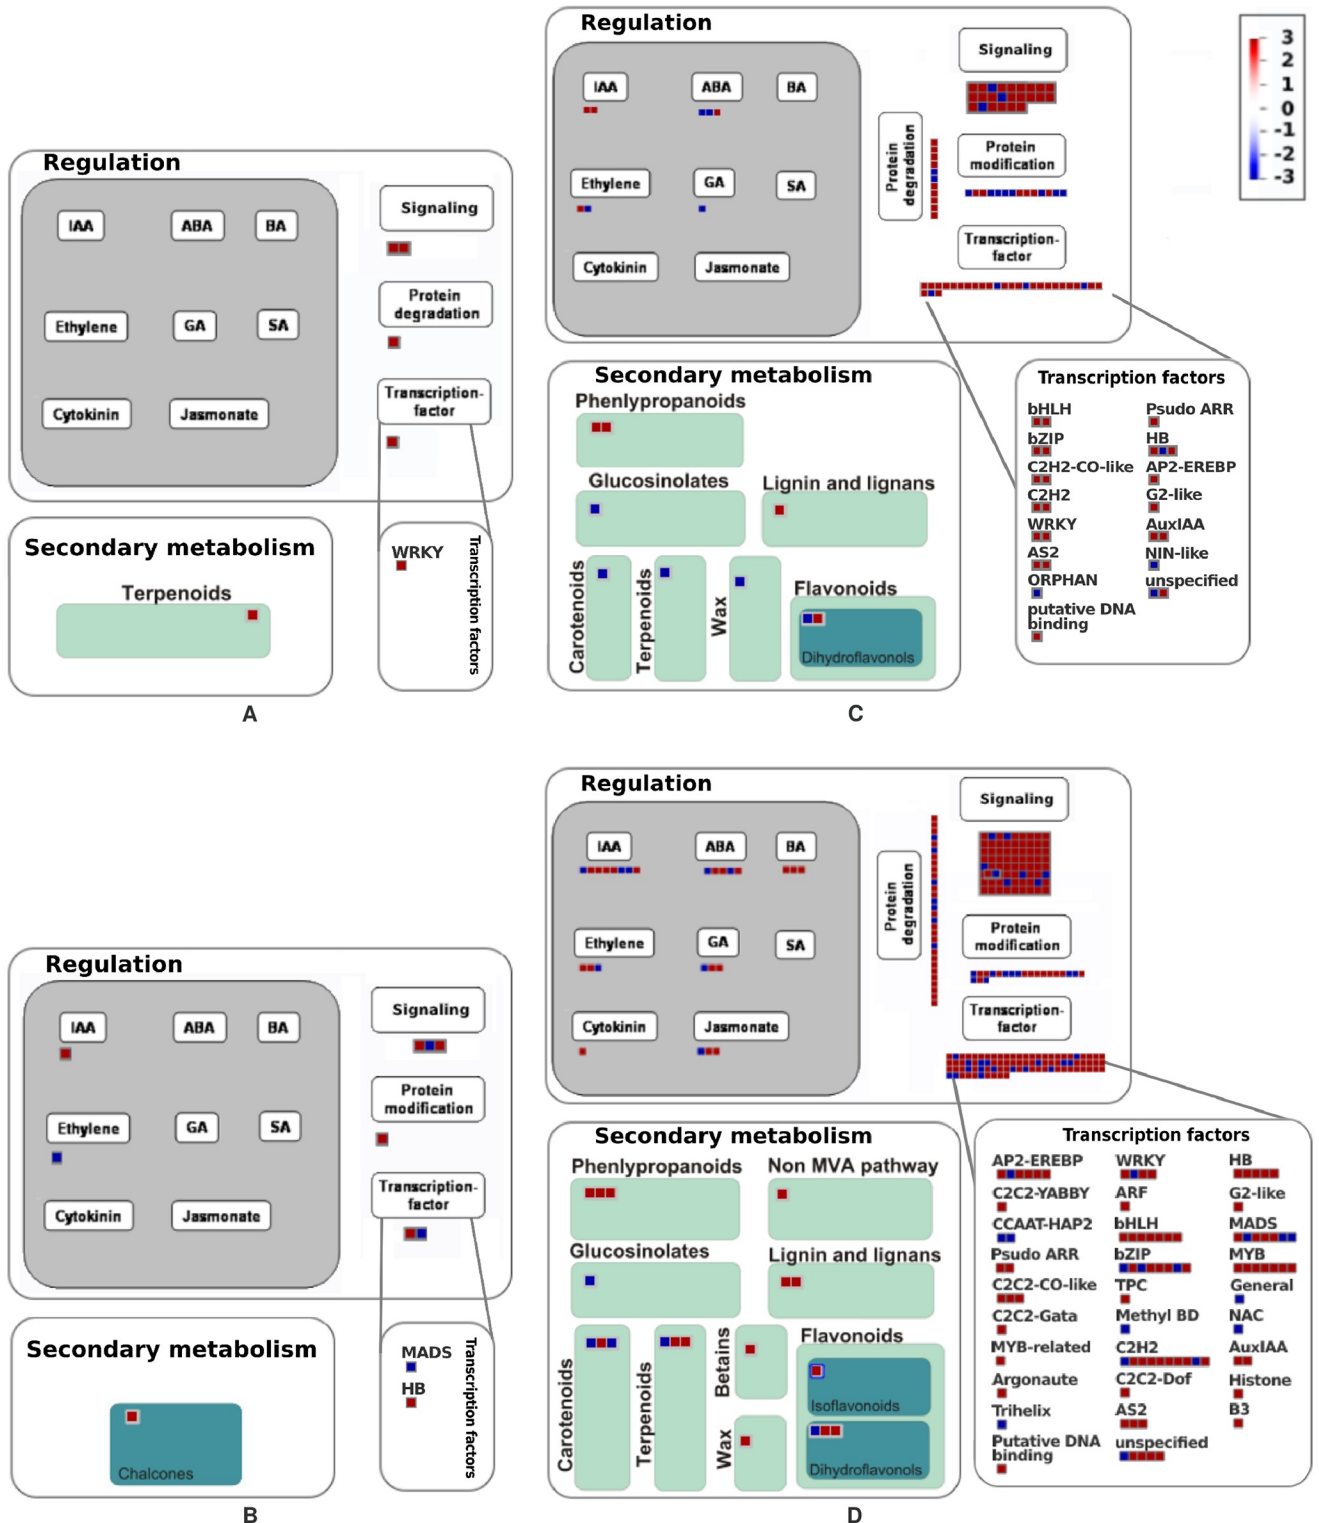 Regulation
IAA
ABA
BA
Ethylene
GA
SA
Cytokinin
Jasmonate
Signaling
Protein
degradation
Transcription-
factor
Secondary metabolism
Terpenoids
WRKY
Transcription factors
A
Regulation
IAA
ABA
BA
Ethylene
GA
SA
Cytokinin
Jasmonate
Protein
degradation
Signaling
Protein
modification
Transcription-
factor
3
2
1
0
-1
-2
-3
Secondary metabolism
Phenlypropanoids
Glucosinolates
Lignin and lignans
Carotenoids
Terpenoids
Wax
Flavonoids
Dihydroflavonols
Transcription factors
bHLH
Psudo ARR
bZIP
HB
C2H2-CO-like
AP2-EREBP
C2H2
G2-like
WRKY
AuxIAA
AS2
NIN-like
ORPHAN
unspecified
putative DNA
binding
C
Regulation
IAA
ABA
BA
Ethylene
GA
SA
Cytokinin
Jasmonate
Signaling
Protein
modification
Transcription-
factor
Secondary metabolism
Chalcones
MADS
HB
Transcription factors
B
Regulation
IAA
ABA
BA
Ethylene
GA
SA
Cytokinin
Jasmonate
Protein
degradation
Signaling
Protein
modification
Transcription-
factor
Secondary metabolism
Phenlypropanoids
Non MVA pathway
Glucosinolates
Lignin and lignans
Carotenoids
Terpenoids
Betains
Wax
Flavonoids
Isoflavonoids
Dihydroflavonols
Transcription factors
AP2-EREBP
WRKY
HB
C2C2-YABBY
ARF
G2-like
CCAAT-HAP2
bHLH
MADS
Psudo ARR
bZIP
MYB
C2C2-CO-like
TPC
General
C2C2-Gata
Methyl BD
NAC
MYB-related
C2H2
AuxIAA
Argonaute
C2C2-Dof
Histone
Trihelix
AS2
B3
Putative DNA
binding
unspecified
D